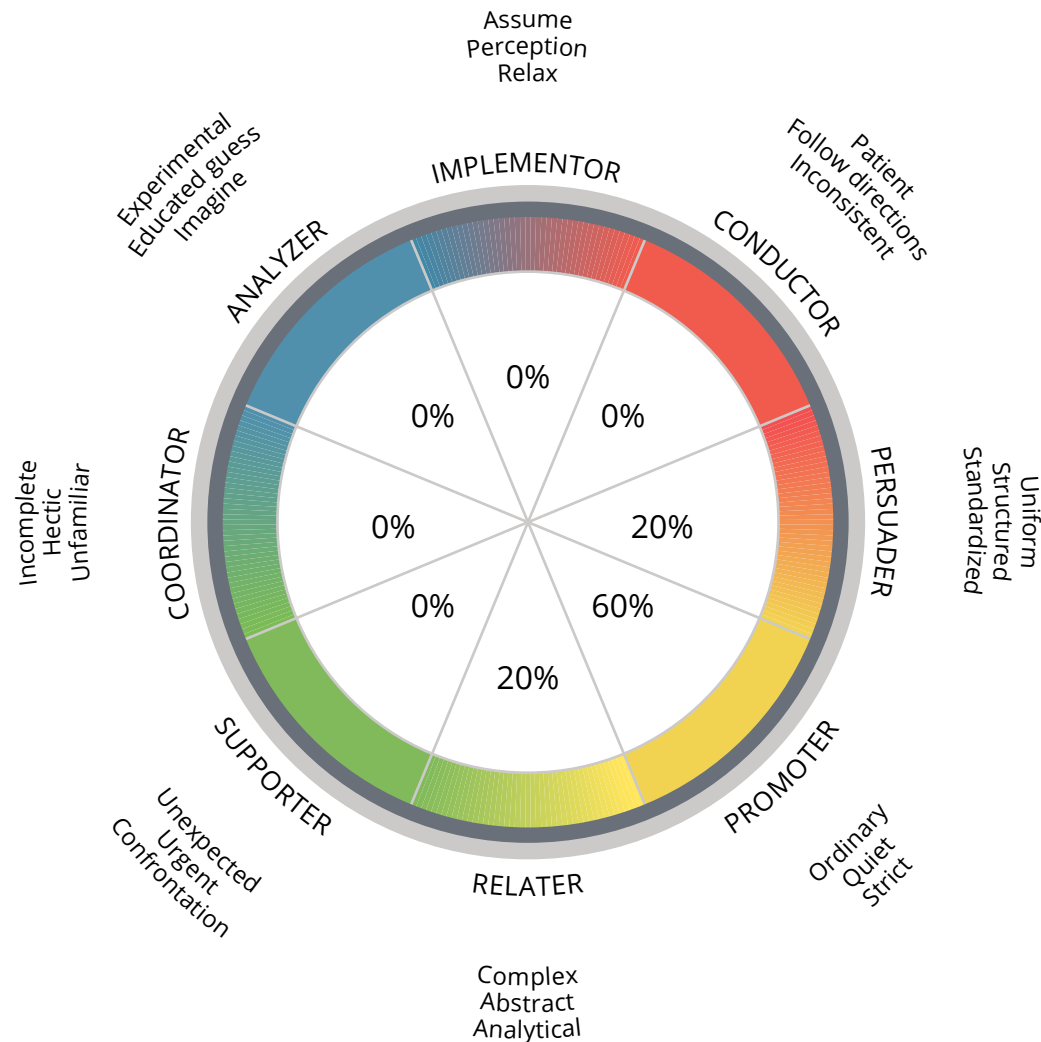 Assume
Perception
Relax
Experimental
Educated guess
Imagine
Patient
Follow directions
Inconsistent
IMPLEMENTOR
ANALYZER
CONDUCTOR
0%
0%
0%
Incomplete
Hectic
Unfamiliar
COORDINATOR
PERSUADER
Uniform
Structured
Standardized
0%
20%
0%
60%
20%
SUPPORTER
PROMOTER
RELATER
Unexpected
Urgent
Confrontation
Ordinary
Quiet
Strict
Complex
Abstract
Analytical